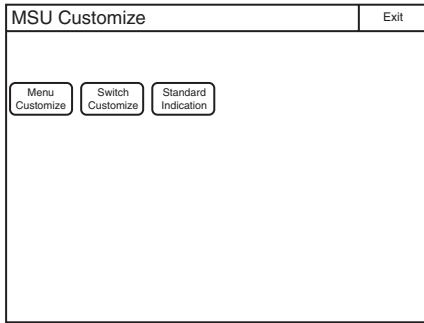 MSU Customize
Exit
Menu
Customize
Switch
Customize
Standard
Indication